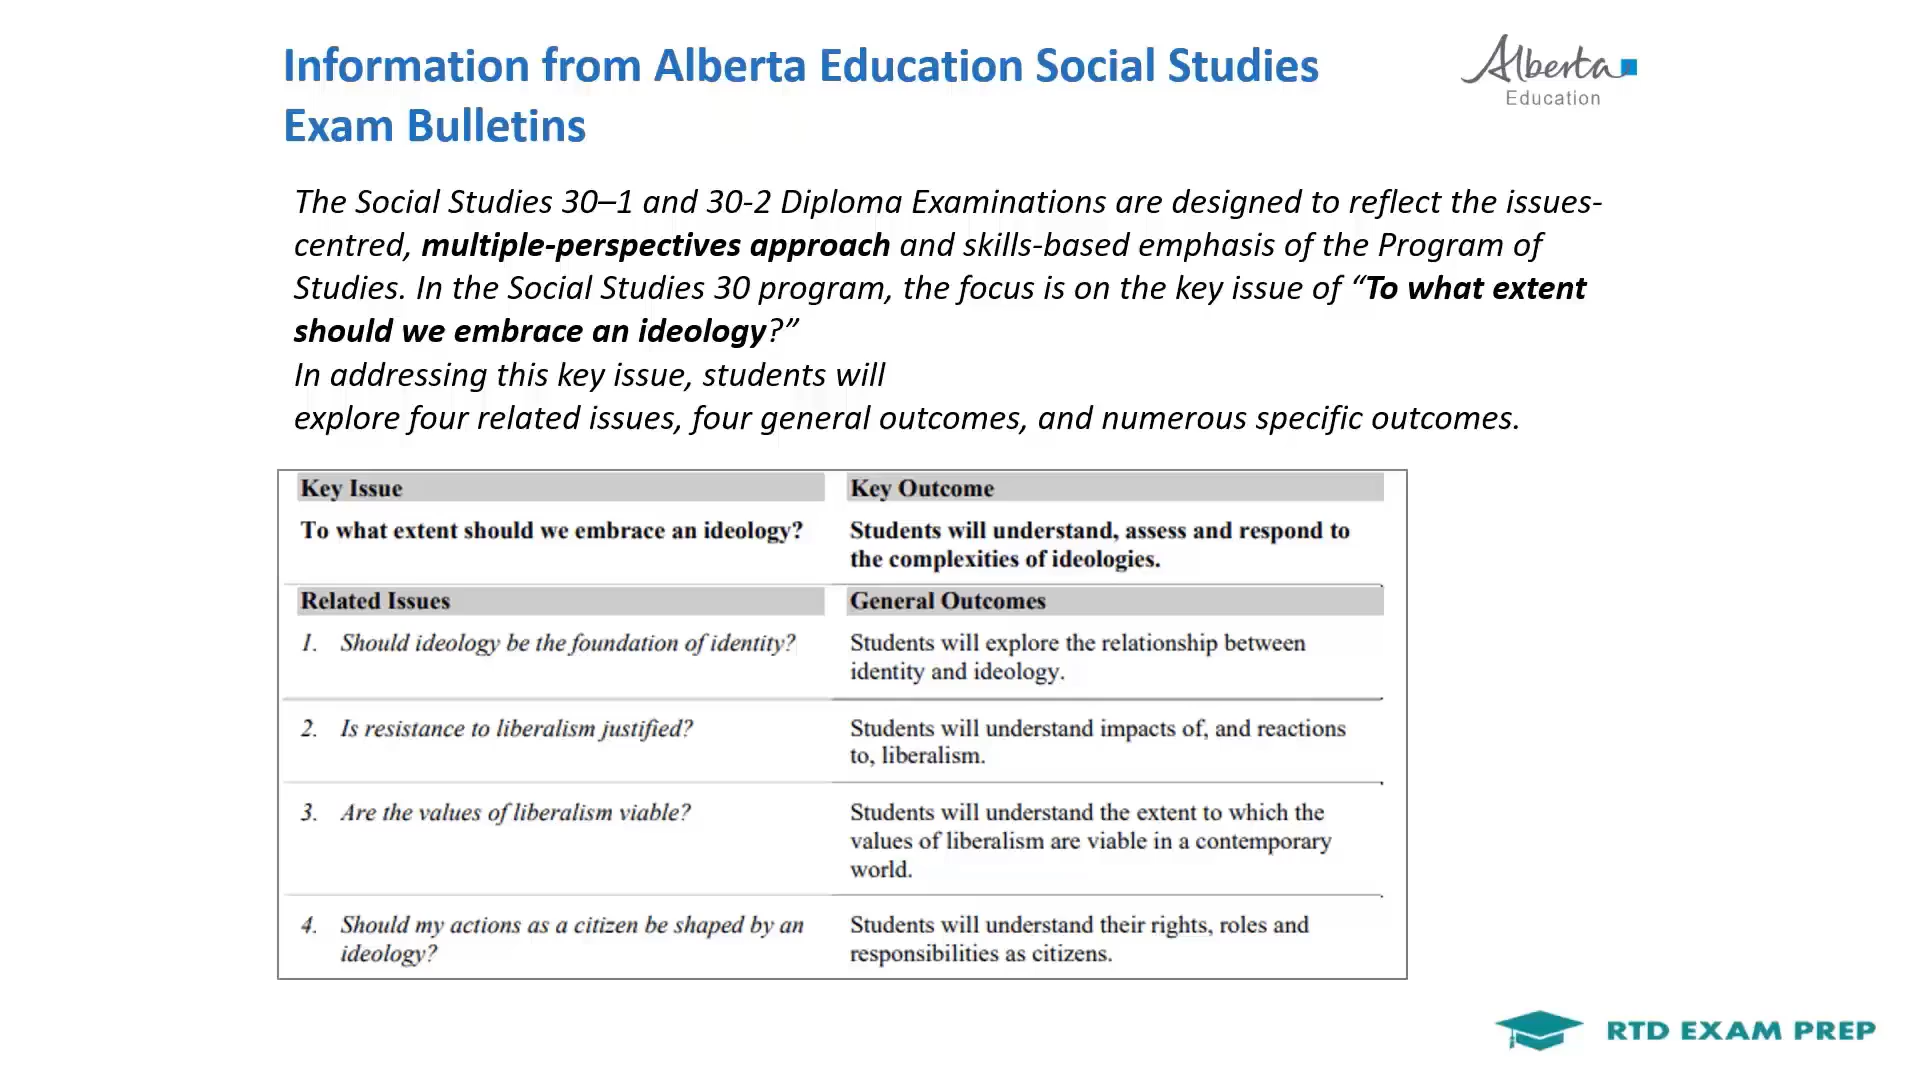 Information from Alberta Education Social Studies
Exam Bulletins
Alberta
Education
The Social Studies 30–1 and 30-2 Diploma Examinations are designed to reflect the issues-
centred, multiple-perspectives approach and skills-based emphasis of the Program of
Studies. In the Social Studies 30 program, the focus is on the key issue of “To what extent
should we embrace an ideology?”
In addressing this key issue, students will
explore four related issues, four general outcomes, and numerous specific outcomes.
Key Issue
Key Outcome
To what extent should we embrace an ideology?
Students will understand, assess and respond to
the complexities of ideologies.
Related Issues
General Outcomes
1. Should ideology be the foundation of identity?
Students will explore the relationship between
identity and ideology.
2. Is resistance to liberalism justified?
Students will understand impacts of, and reactions
to, liberalism.
3. Are the values of liberalism viable?
Students will understand the extent to which the
values of liberalism are viable in a contemporary
world.
4. Should my actions as a citizen be shaped by an
ideology?
Students will understand their rights, roles and
responsibilities as citizens.
RTD EXAM PREP